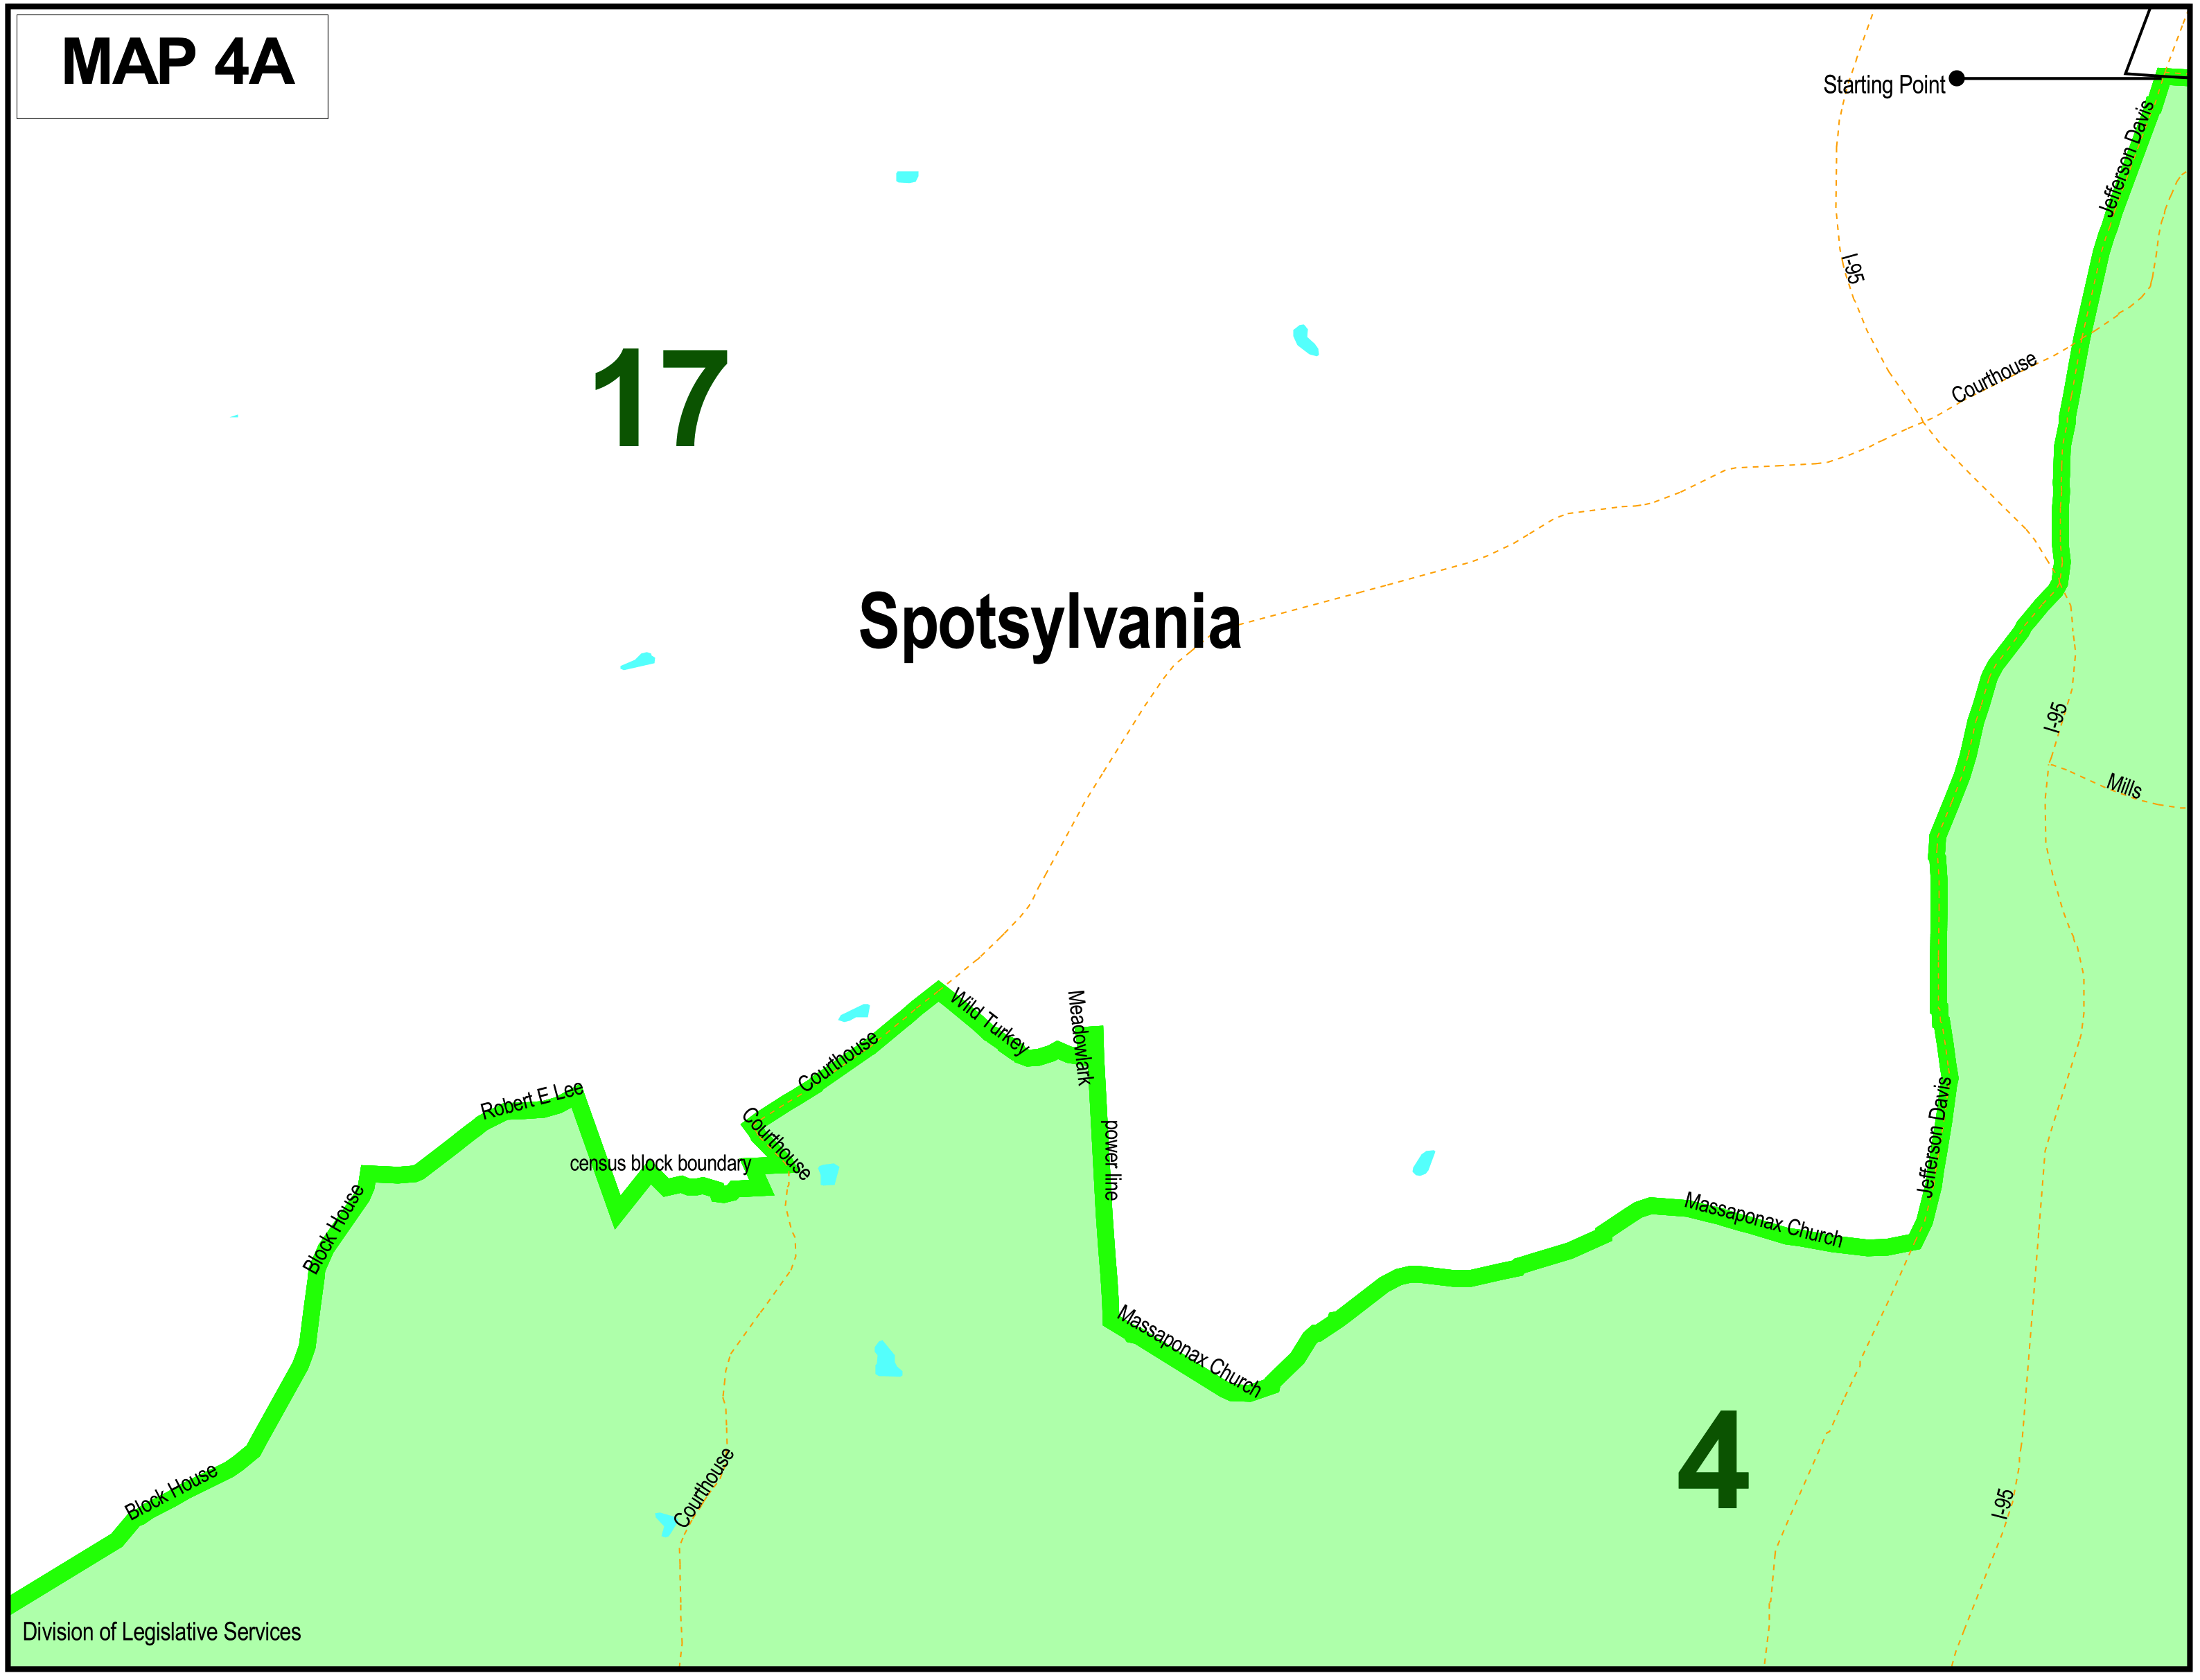 MAP 4A
Starting Point
Jefferson Davis
I-95
17
Courthouse
Spotsylvania
I-95
Mills
Wild Turkey
Meadowlark
Courthouse
Robert E Lee
Courthouse
census block boundary
power line
Jefferson Davis
Block House
Massaponax Church
Massaponax Church
4
Block House
Courthouse
I-95
Division of Legislative Services